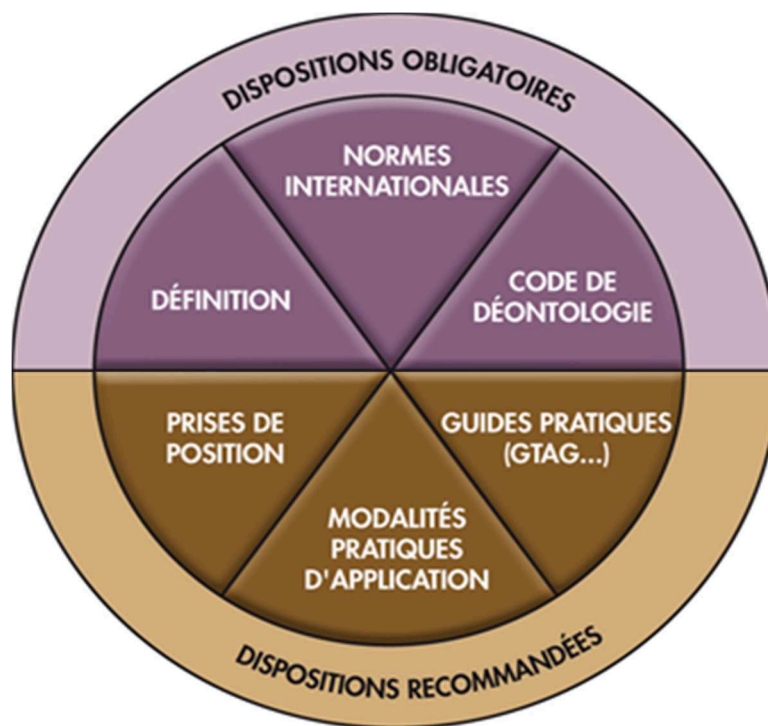 DISPOSITIONS OBLIGATOIRES
NORMES
INTERNATIONALES
DÉFINITION
CODE DE
DÉONTOLOGIE
PRISES DE
POSITION
GUIDES PRATIQUES
(GTAG...)
MODALITÉS
PRATIQUES
D'APPLICATION
DISPOSITIONS RECOMMANDÉES